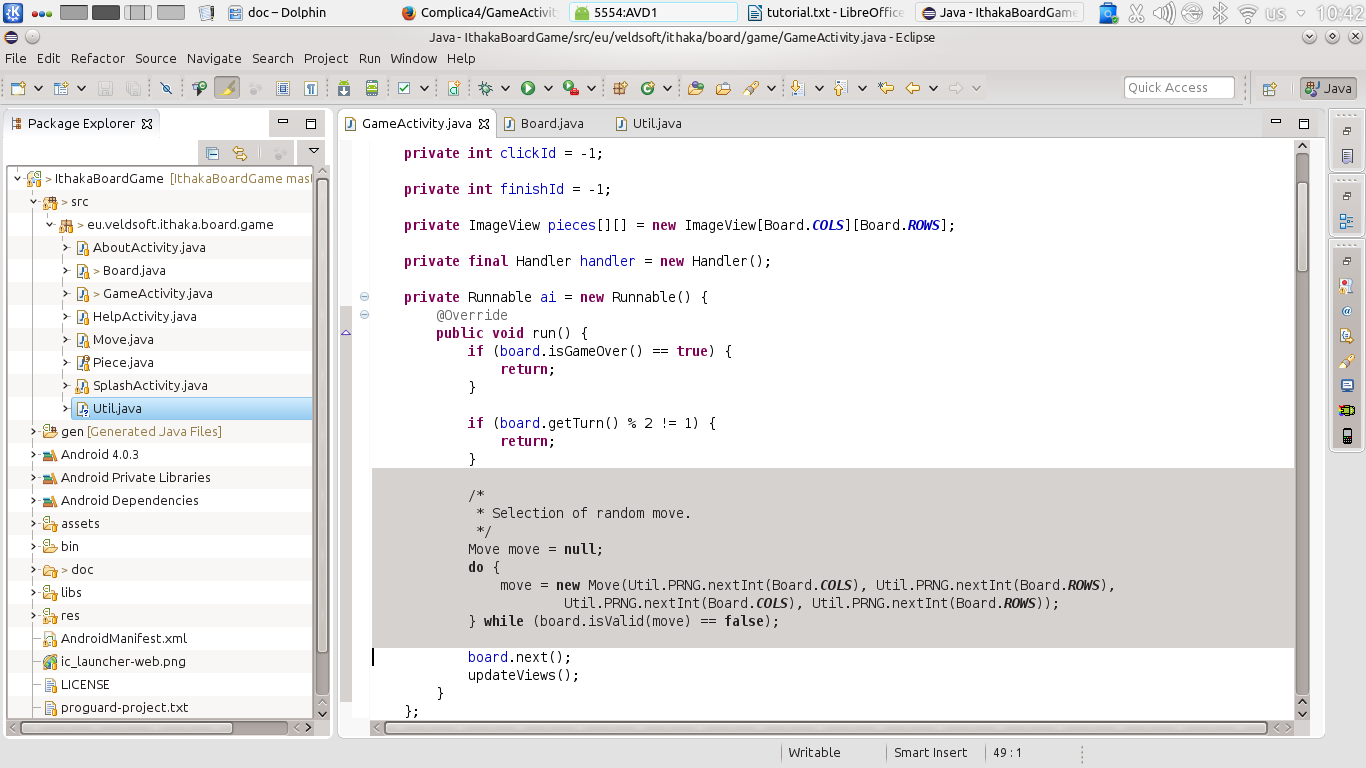 doc – Dolphin
Complica4/GameActivit
5554:AVD1
tutorial.txt - LibreOffice
Java - IthakaBoardGame
us
10:42
Java - IthakaBoardGame/src/eu/veldsoft/ithaka/board/game/GameActivity.java - Eclipse
File Edit Refactor Source Navigate Search Project Run Window Help
Quick Access
Java
Package Explorer
GameActivity.java
Board.java
Util.java
> IthakaBoardGame [IthakaBoardGame mast
> src
> eu.veldsoft.ithaka.board.game
AboutActivity.java
> Board.java
> GameActivity.java
HelpActivity.java
Move.java
Piece.java
SplashActivity.java
Util.java
gen [Generated Java Files]
Android 4.0.3
Android Private Libraries
Android Dependencies
assets
bin
> doc
libs
res
AndroidManifest.xml
ic_launcher-web.png
LICENSE
proguard-project.txt
private int clickId = -1;
private int finishId = -1;
private ImageView pieces[][] = new ImageView[Board.COLS][Board.ROWS];
private final Handler handler = new Handler();
private Runnable ai = new Runnable() {
@Override
public void run() {
if (board.isGameOver() == true) {
return;
}
if (board.getTurn() % 2 != 1) {
return;
}
/*
* Selection of random move.
*/
Move move = null;
do {
move = new Move(Util.PRNG.nextInt(Board.COLS), Util.PRNG.nextInt(Board.ROWS),
Util.PRNG.nextInt(Board.COLS), Util.PRNG.nextInt(Board.ROWS));
} while (board.isValid(move) == false);
board.next();
updateViews();
}
};
Writable
Smart Insert
49 : 1